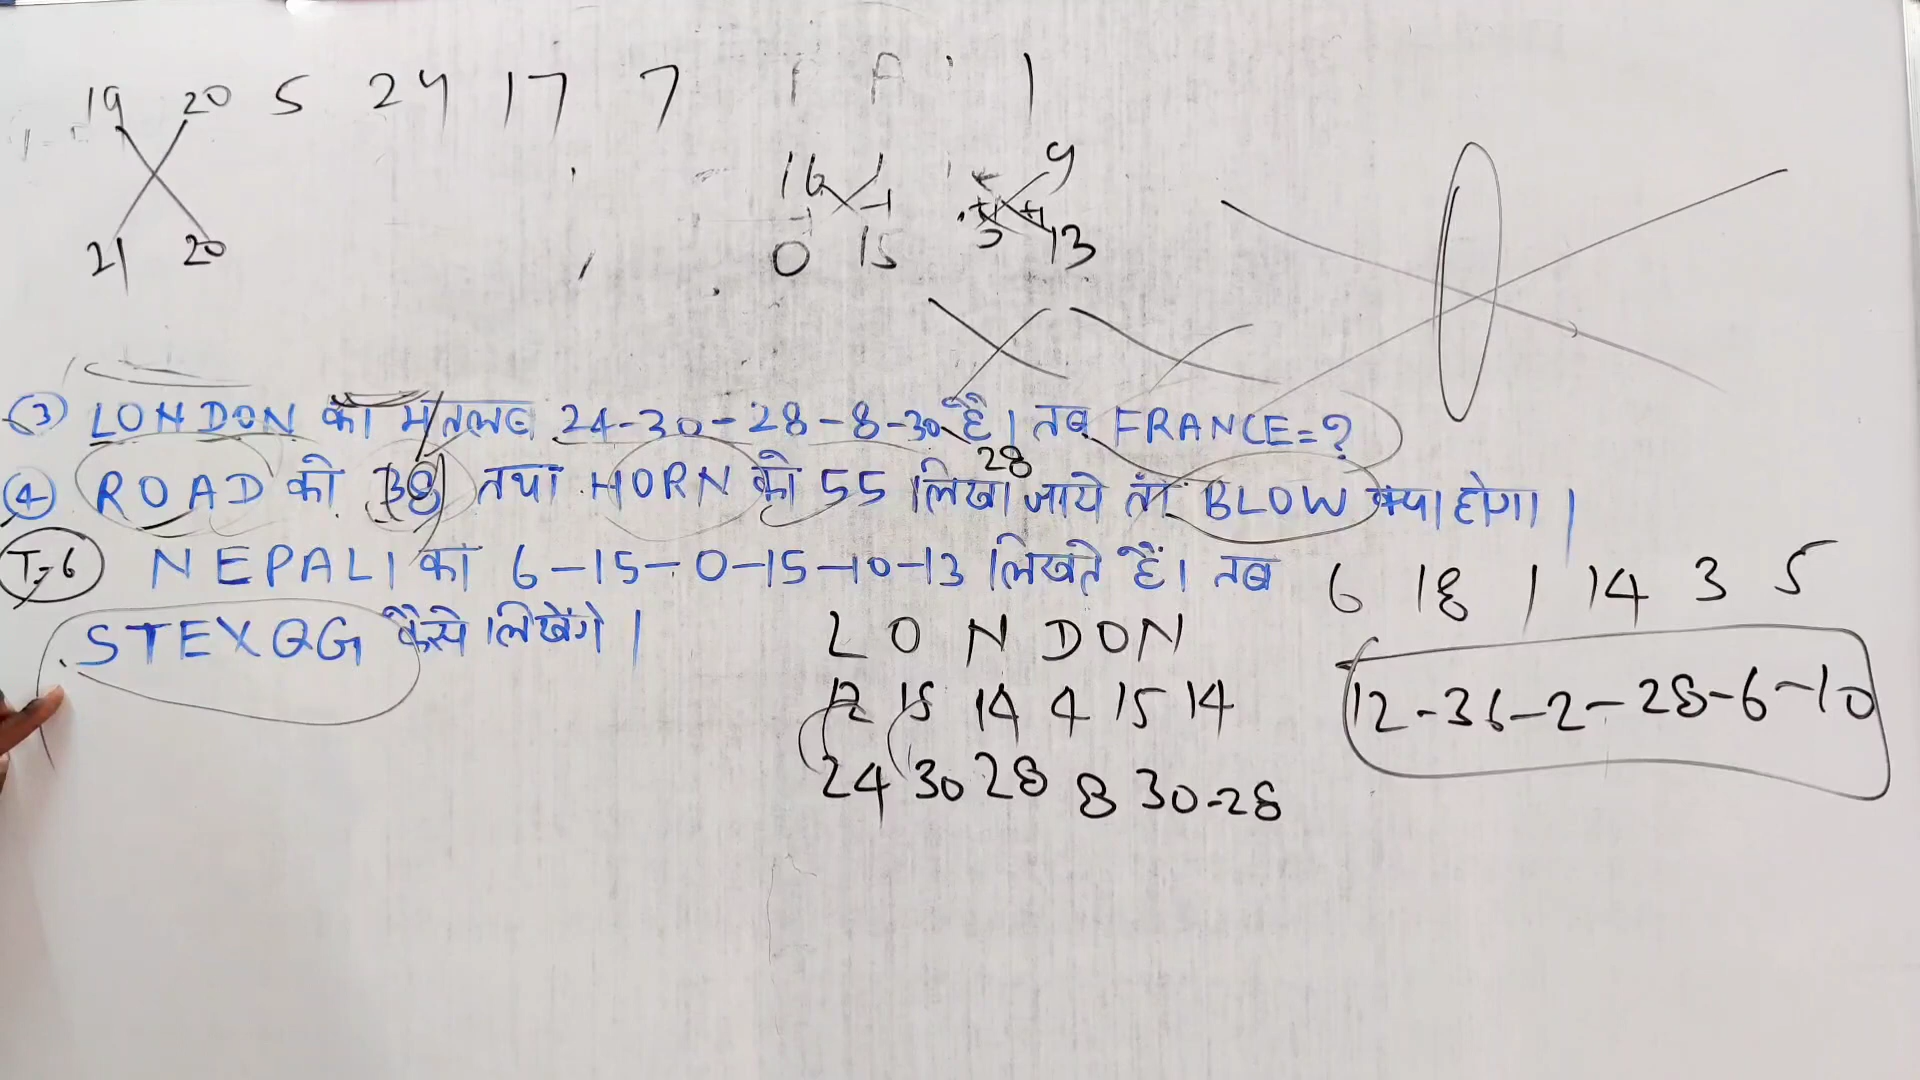 19 20 5 24 17 7
16 1 9
21 20 0 15 13
(3) LONDON का मतलब 24-30-28-8-30 है। तब FRANCE=?
28
(4) ROAD को 38 तथा HORN को 55 लिखा जाये तो BLOW क्या होगा।
T-6 NEPALI का 6-15-0-15-10-13 लिखते हैं। तब
STEXQG कैसे लिखेंगे।
6 18 1 14 3 5
LONDON
12 15 14 4 15 14
12-36-2-28-6-10
24 30 28 8 30-28